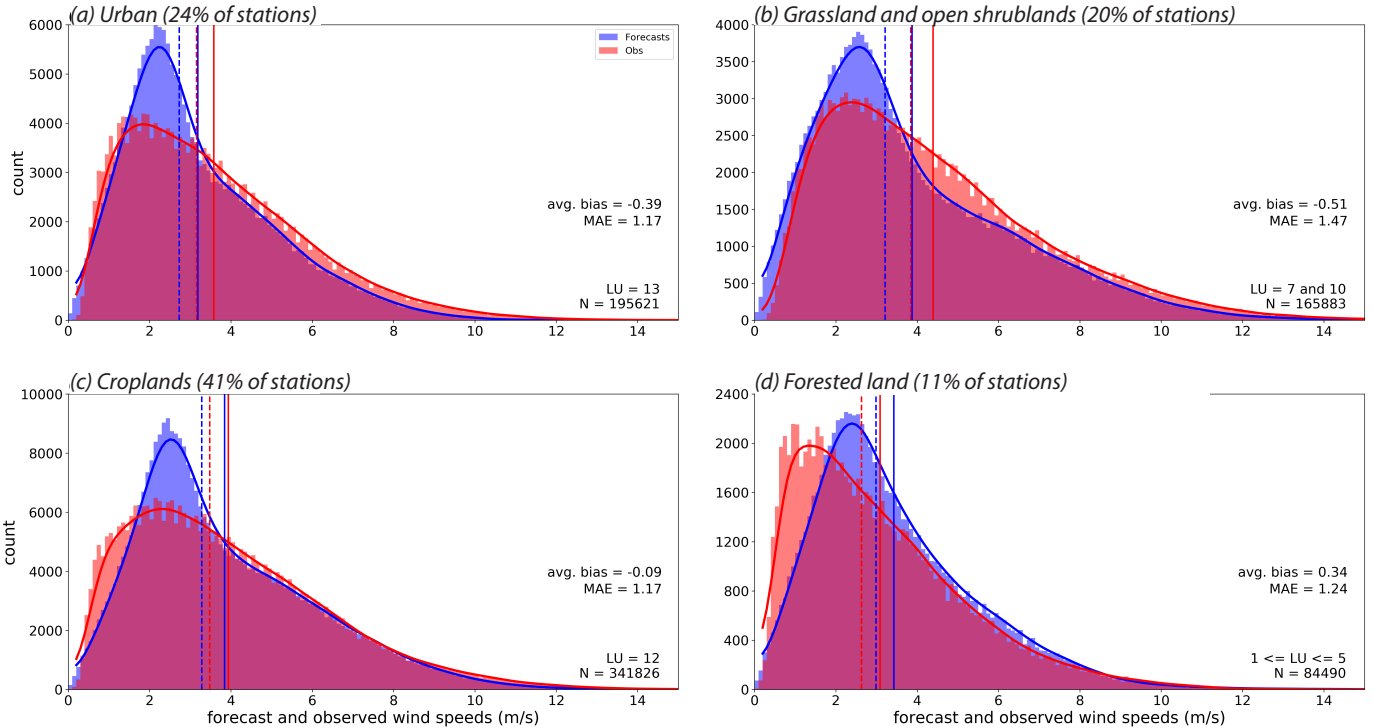 (a) Urban (24% of stations)
6000
5000
4000
3000
2000
1000
0
count
Forecasts
Obs
avg. bias = -0.39
MAE = 1.17
LU = 13
N = 195621
0 2 4 6 8 10 12 14
(b) Grassland and open shrublands (20% of stations)
4000
3500
3000
2500
2000
1500
1000
500
0
avg. bias = -0.51
MAE = 1.47
LU = 7 and 10
N = 165883
0 2 4 6 8 10 12 14
(c) Croplands (41% of stations)
10000
8000
6000
4000
2000
0
count
avg. bias = -0.09
MAE = 1.17
LU = 12
N = 341826
0 2 4 6 8 10 12 14
forecast and observed wind speeds (m/s)
(d) Forested land (11% of stations)
2400
2000
1600
1200
800
400
0
avg. bias = 0.34
MAE = 1.24
1 <= LU <= 5
N = 84490
0 2 4 6 8 10 12 14
forecast and observed wind speeds (m/s)